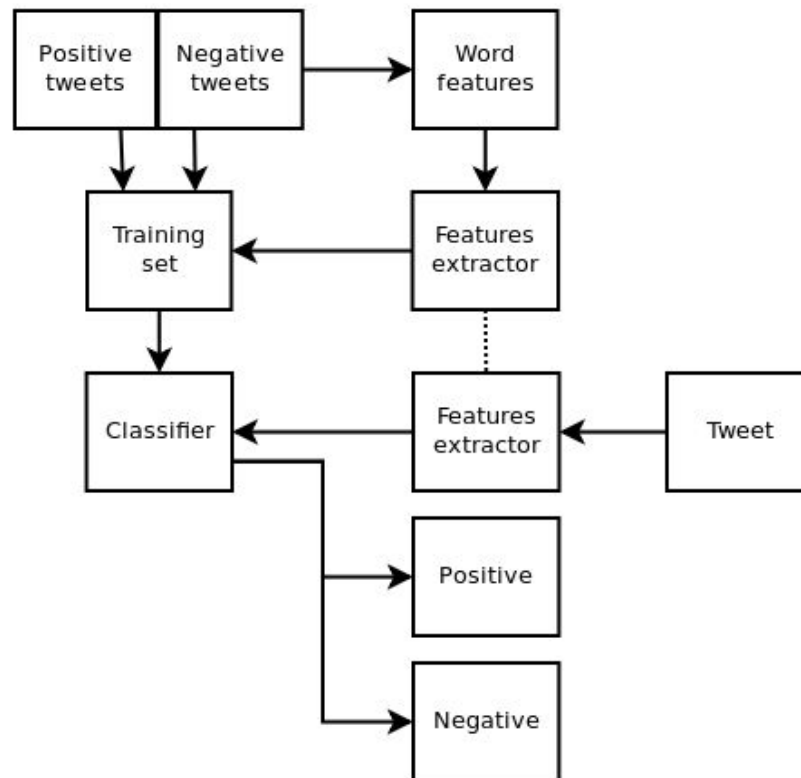 Positive
tweets
Negative
tweets
Word
features
Training
set
Features
extractor
Classifier
Features
extractor
Tweet
Positive
Negative